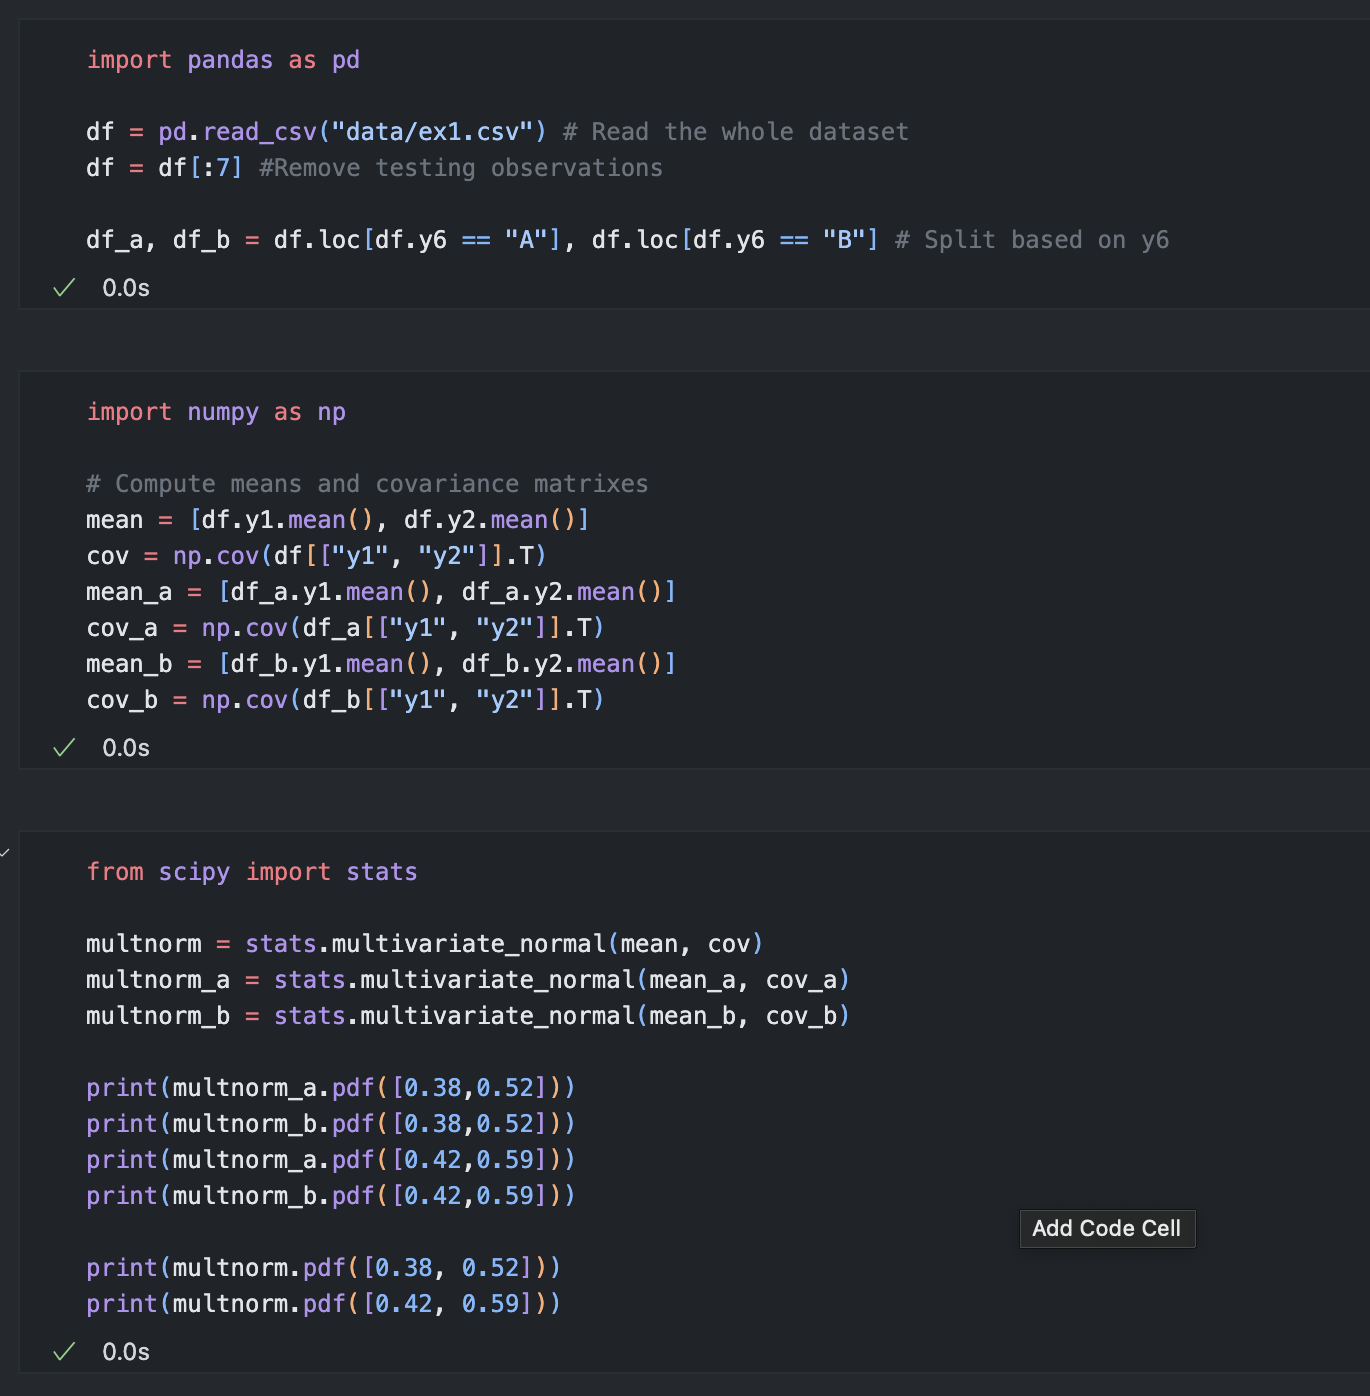 import pandas as pd
df = pd.read_csv("data/ex1.csv") # Read the whole dataset
df = df[:7] #Remove testing observations
df_a, df_b = df.loc[df.y6 == "A"], df.loc[df.y6 == "B"] # Split based on y6
0.0s
import numpy as np
# Compute means and covariance matrixes
mean = [df.y1.mean(), df.y2.mean()]
cov = np.cov(df[["y1", "y2"]].T)
mean_a = [df_a.y1.mean(), df_a.y2.mean()]
cov_a = np.cov(df_a[["y1", "y2"]].T)
mean_b = [df_b.y1.mean(), df_b.y2.mean()]
cov_b = np.cov(df_b[["y1", "y2"]].T)
0.0s
from scipy import stats
multnorm = stats.multivariate_normal(mean, cov)
multnorm_a = stats.multivariate_normal(mean_a, cov_a)
multnorm_b = stats.multivariate_normal(mean_b, cov_b)
print(multnorm_a.pdf([0.38,0.52]))
print(multnorm_b.pdf([0.38,0.52]))
print(multnorm_a.pdf([0.42,0.59]))
print(multnorm_b.pdf([0.42,0.59]))
Add Code Cell
print(multnorm.pdf([0.38, 0.52]))
print(multnorm.pdf([0.42, 0.59]))
0.0s